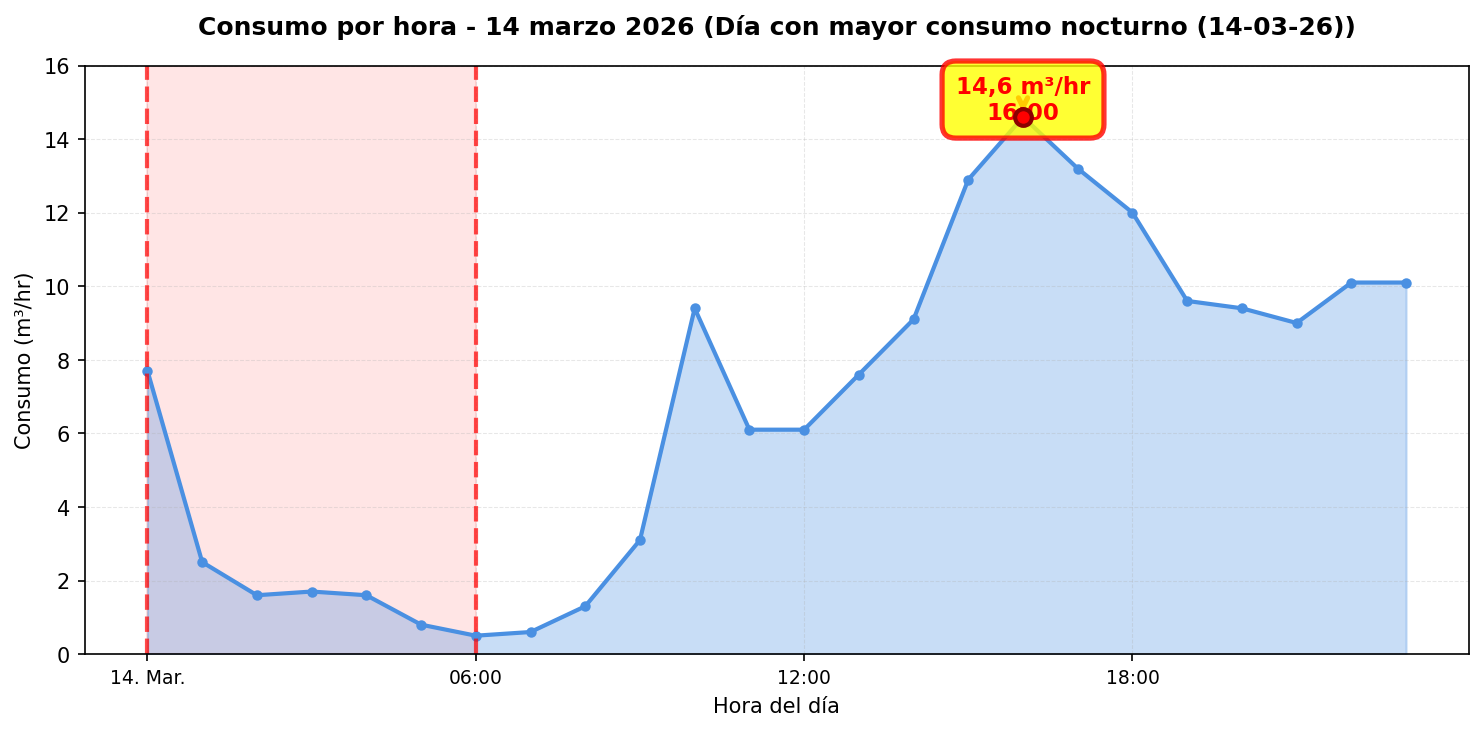 Consumo por hora - 14 marzo 2026 (Día con mayor consumo nocturno (14-03-26))
14,6 m³/hr
16:00
Consumo (m³/hr)
16
14
12
10
8
6
4
2
0
14. Mar.
06:00
12:00
18:00
Hora del día